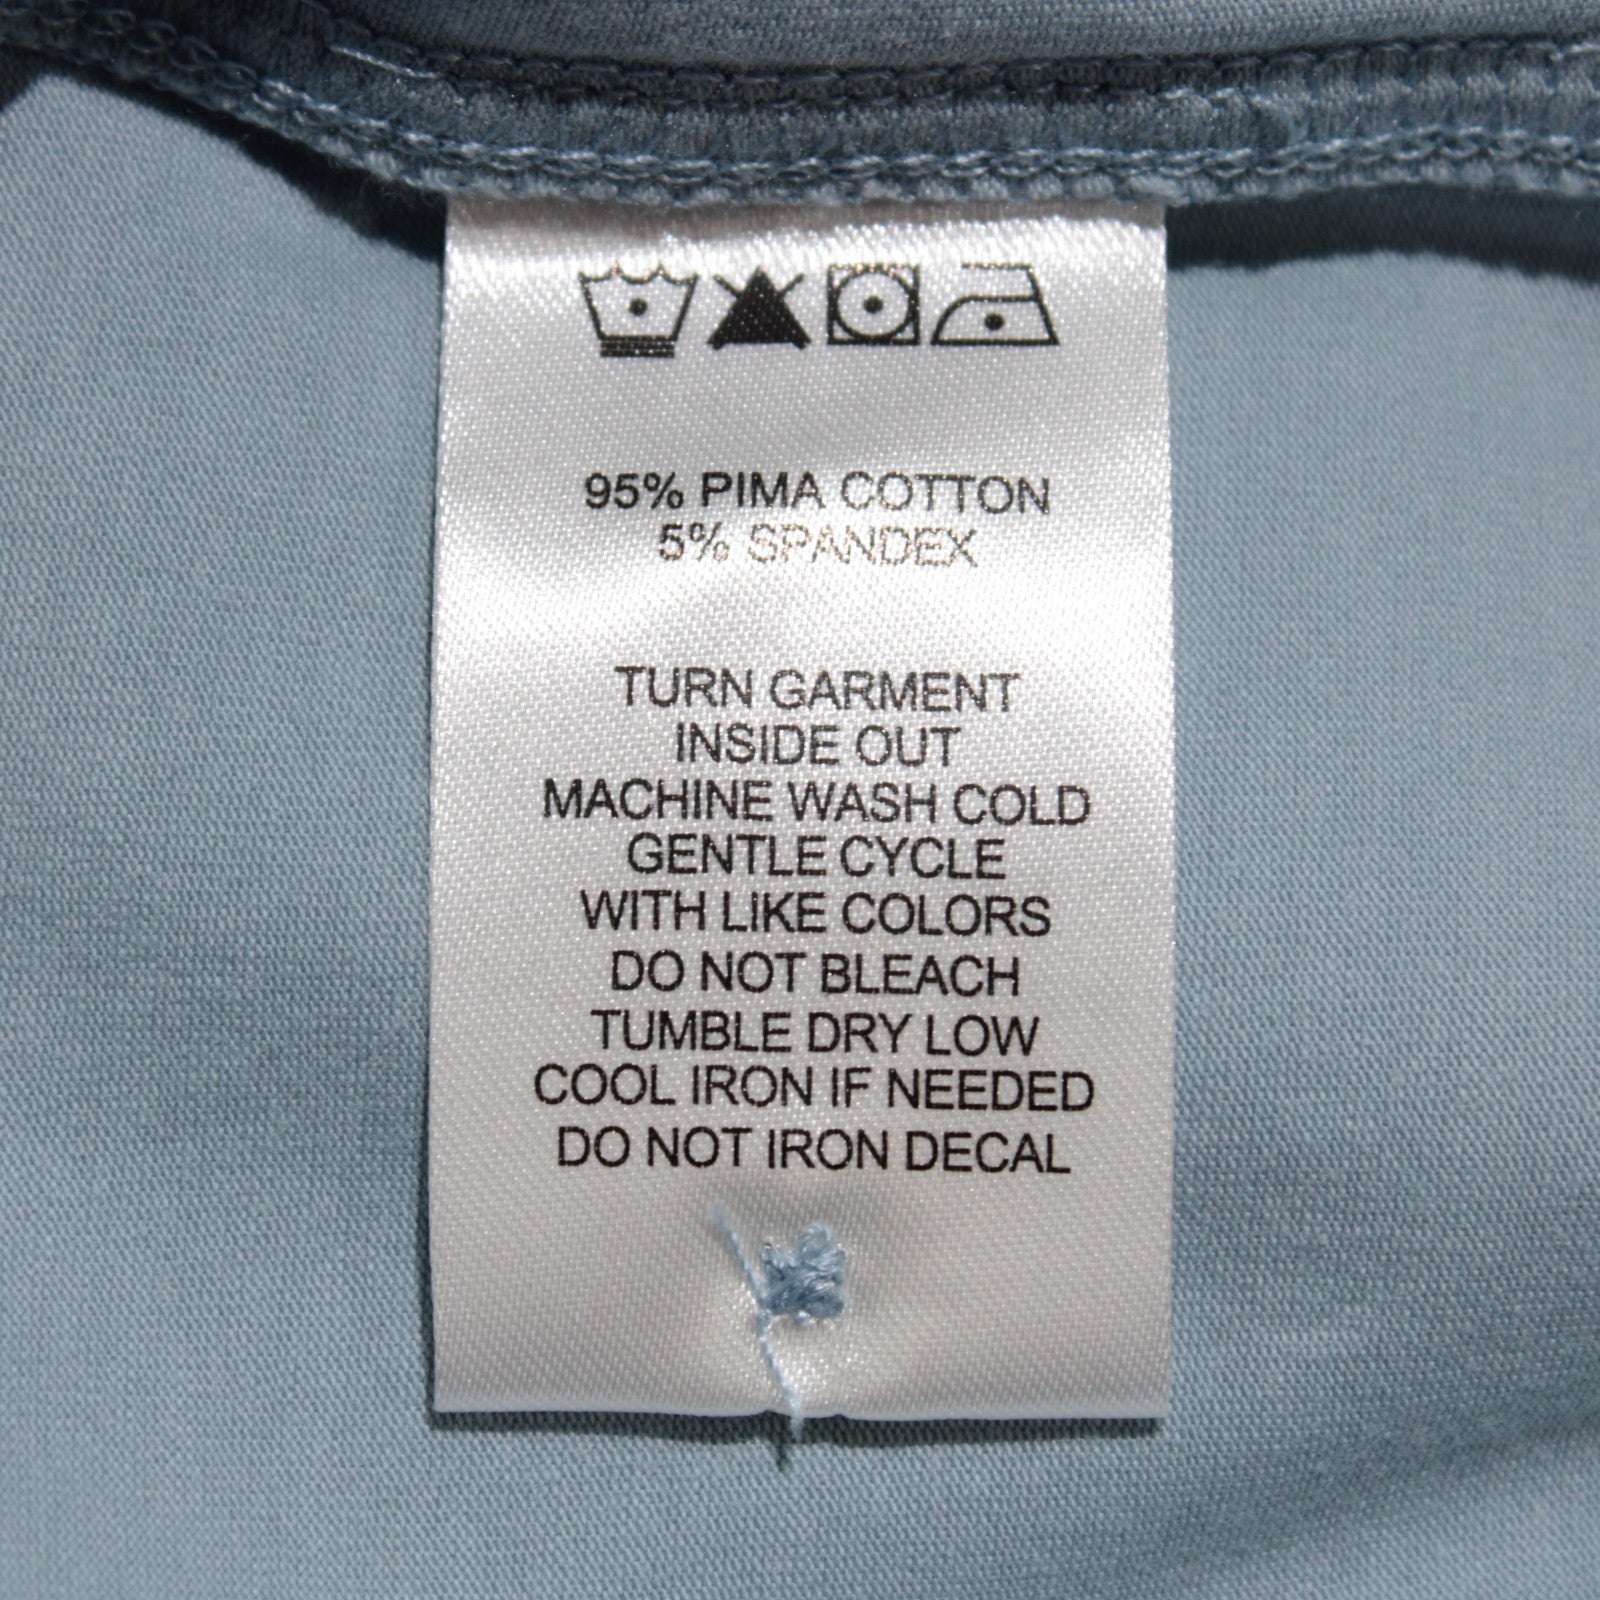 95% PIMA COTTON
5% SPANDEX
TURN GARMENT
INSIDE OUT
MACHINE WASH COLD
GENTLE CYCLE
WITH LIKE COLORS
DO NOT BLEACH
TUMBLE DRY LOW
COOL IRON IF NEEDED
DO NOT IRON DECAL